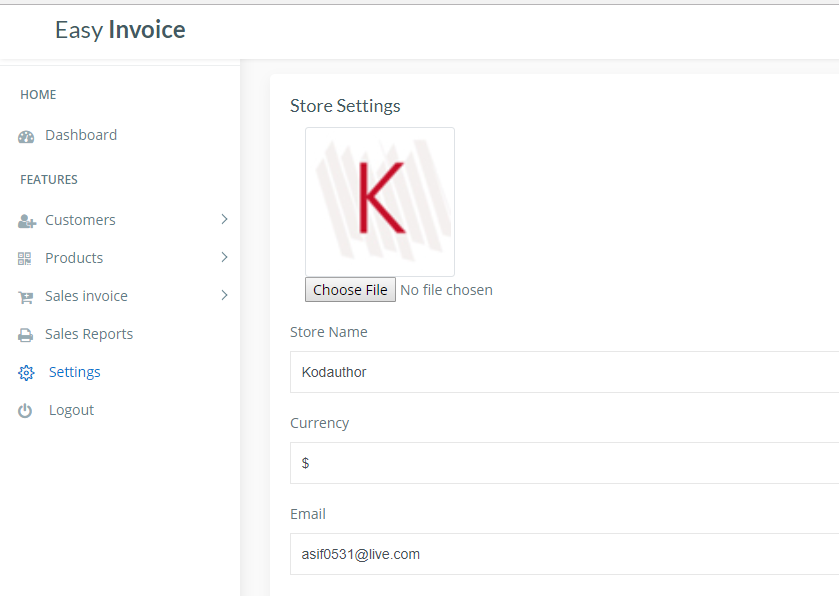 Easy Invoice
HOME
Dashboard
FEATURES
Customers
Products
Sales invoice
Sales Reports
Settings
Logout
Store Settings
K
Choose File No file chosen
Store Name
Kodauthor
Currency
$
Email
asif0531@live.com